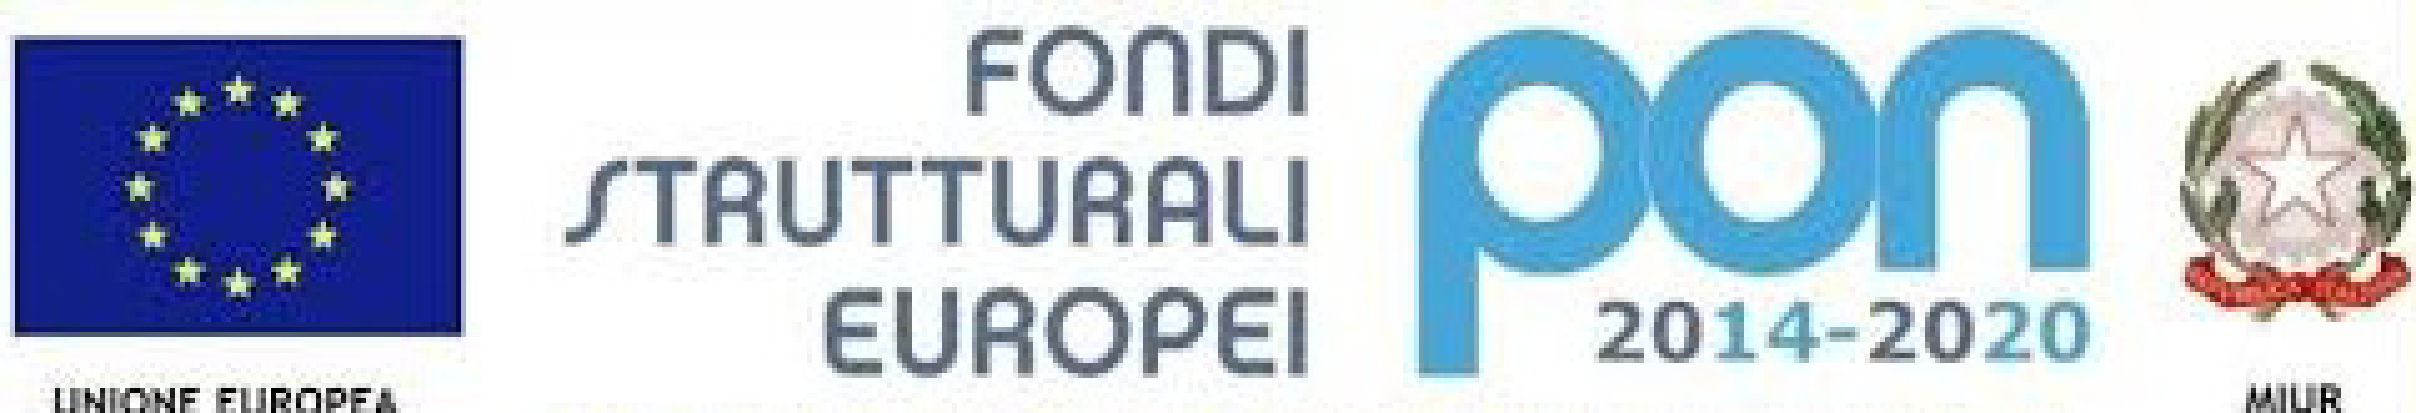 FONDI
STRUTTURALI
EUROPEI
pon
2014-2020
UNIONE EUROPEA
MIUR